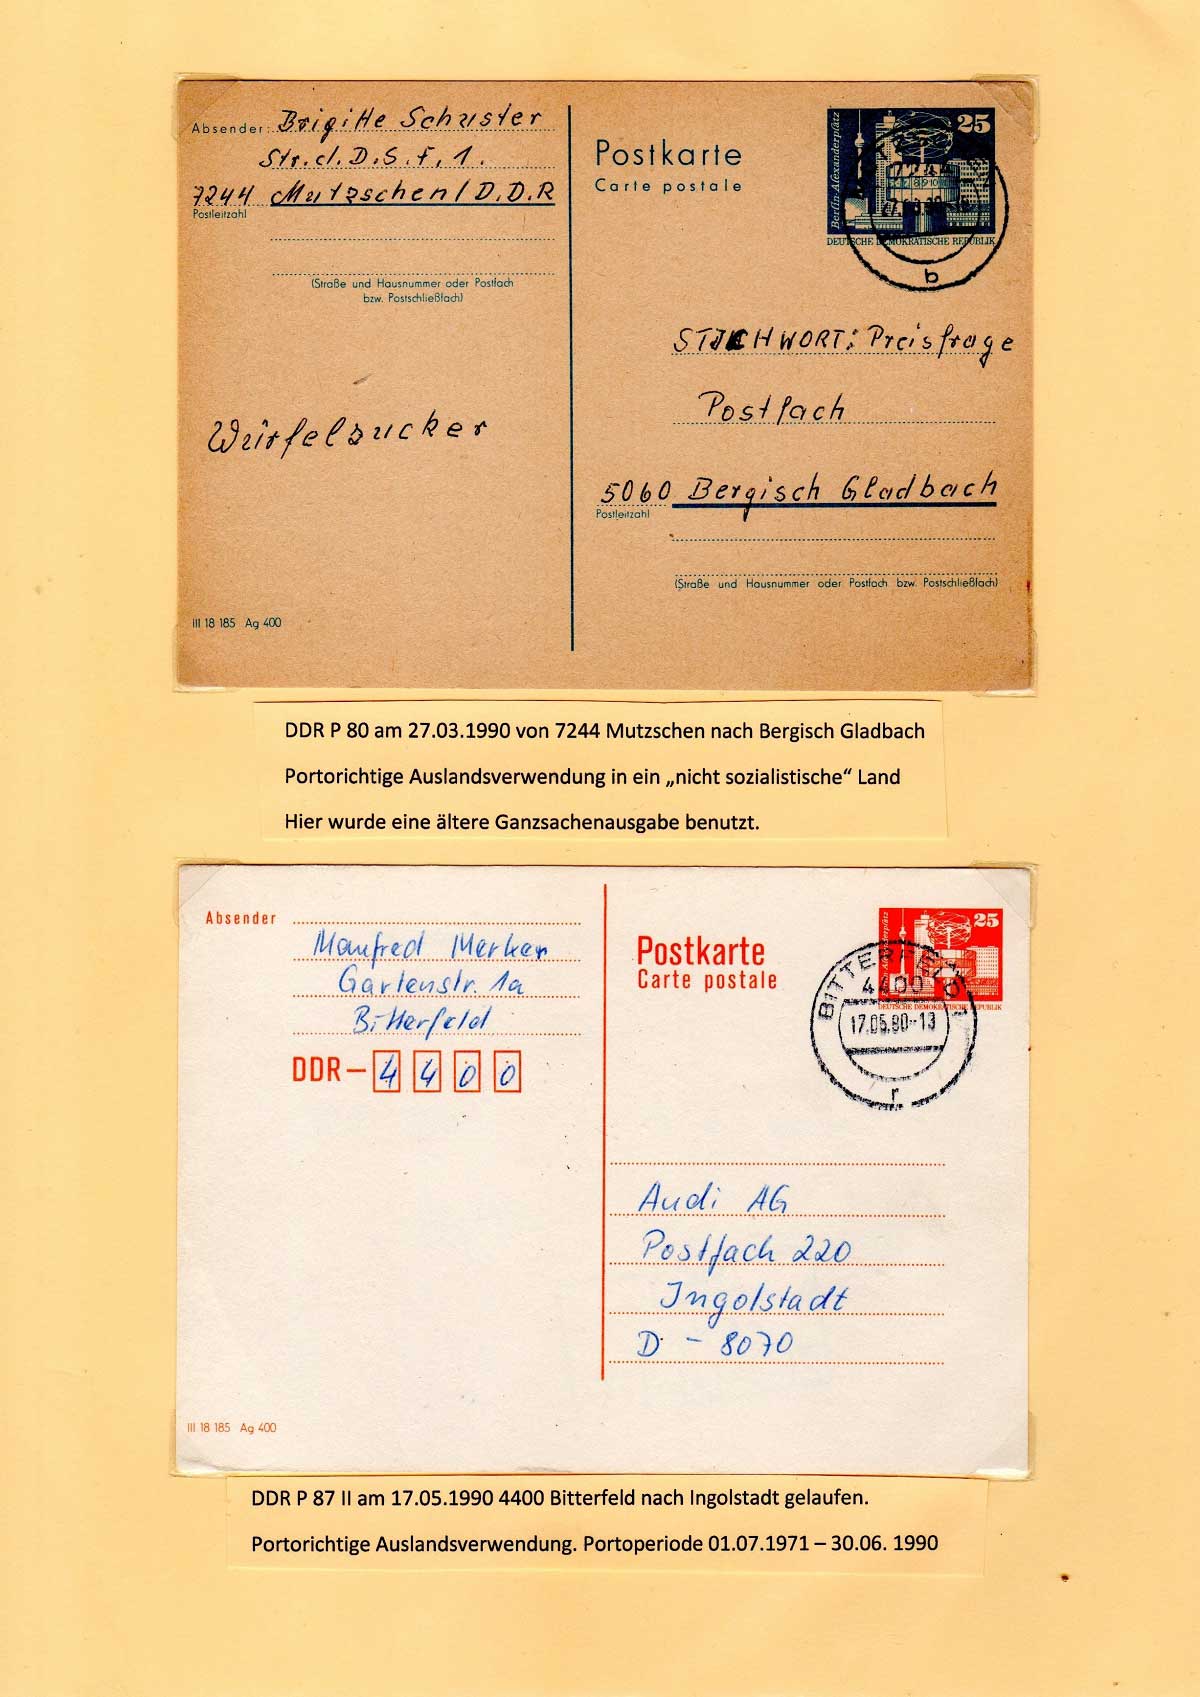 Absender: Brigitte Schuster
Str. d. D. S. F. 1.
7244 Mutzschen / D.D.R
Postleitzahl
(Straße und Hausnummer oder Postfach
bzw. Postschließfach)
Würfelzucker
III 18 185 Ag 400
Postkarte
Carte postale
Berlin-Alexanderplatz
25
DEUTSCHE DEMOKRATISCHE REPUBLIK
b
STICHWORT: Preisfrage
Postfach
5060 Bergisch Gladbach
Postleitzahl
(Straße und Hausnummer oder Postfach bzw. Postschließfach)
DDR P 80 am 27.03.1990 von 7244 Mutzschen nach Bergisch Gladbach
Portorichtige Auslandsverwendung in ein „nicht sozialistische“ Land
Hier wurde eine ältere Ganzsachenausgabe benutzt.
Absender
Manfred Merker
Gartenstr. 1a
Bitterfeld
DDR – 4 4 0 0
III 18 185 Ag 400
Postkarte
Carte postale
25
DEUTSCHE DEMOKRATISCHE REPUBLIK
BITTERFELD 1
4400
17.05.90-13
r
Audi AG
Postfach 220
Ingolstadt
D - 8070
DDR P 87 II am 17.05.1990 4400 Bitterfeld nach Ingolstadt gelaufen.
Portorichtige Auslandsverwendung. Portoperiode 01.07.1971 – 30.06. 1990